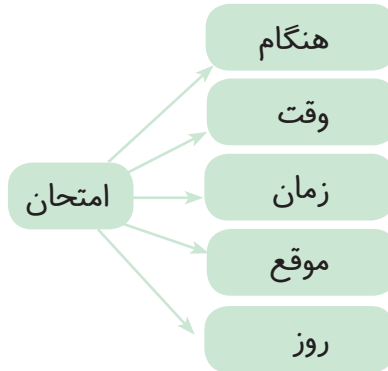 هنگام
وقت
زمان
امتحان
موقع
روز